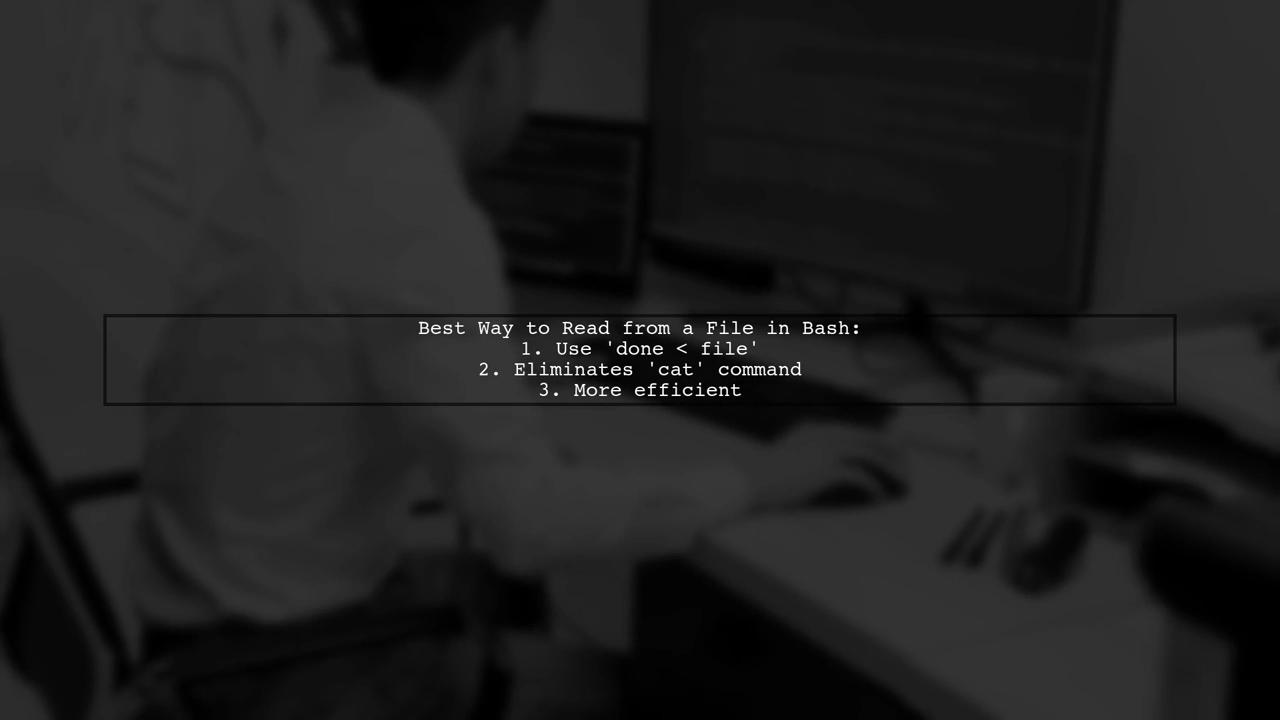 Best Way to Read from a File in Bash:
1. Use 'done < file'
2. Eliminates 'cat' command
3. More efficient